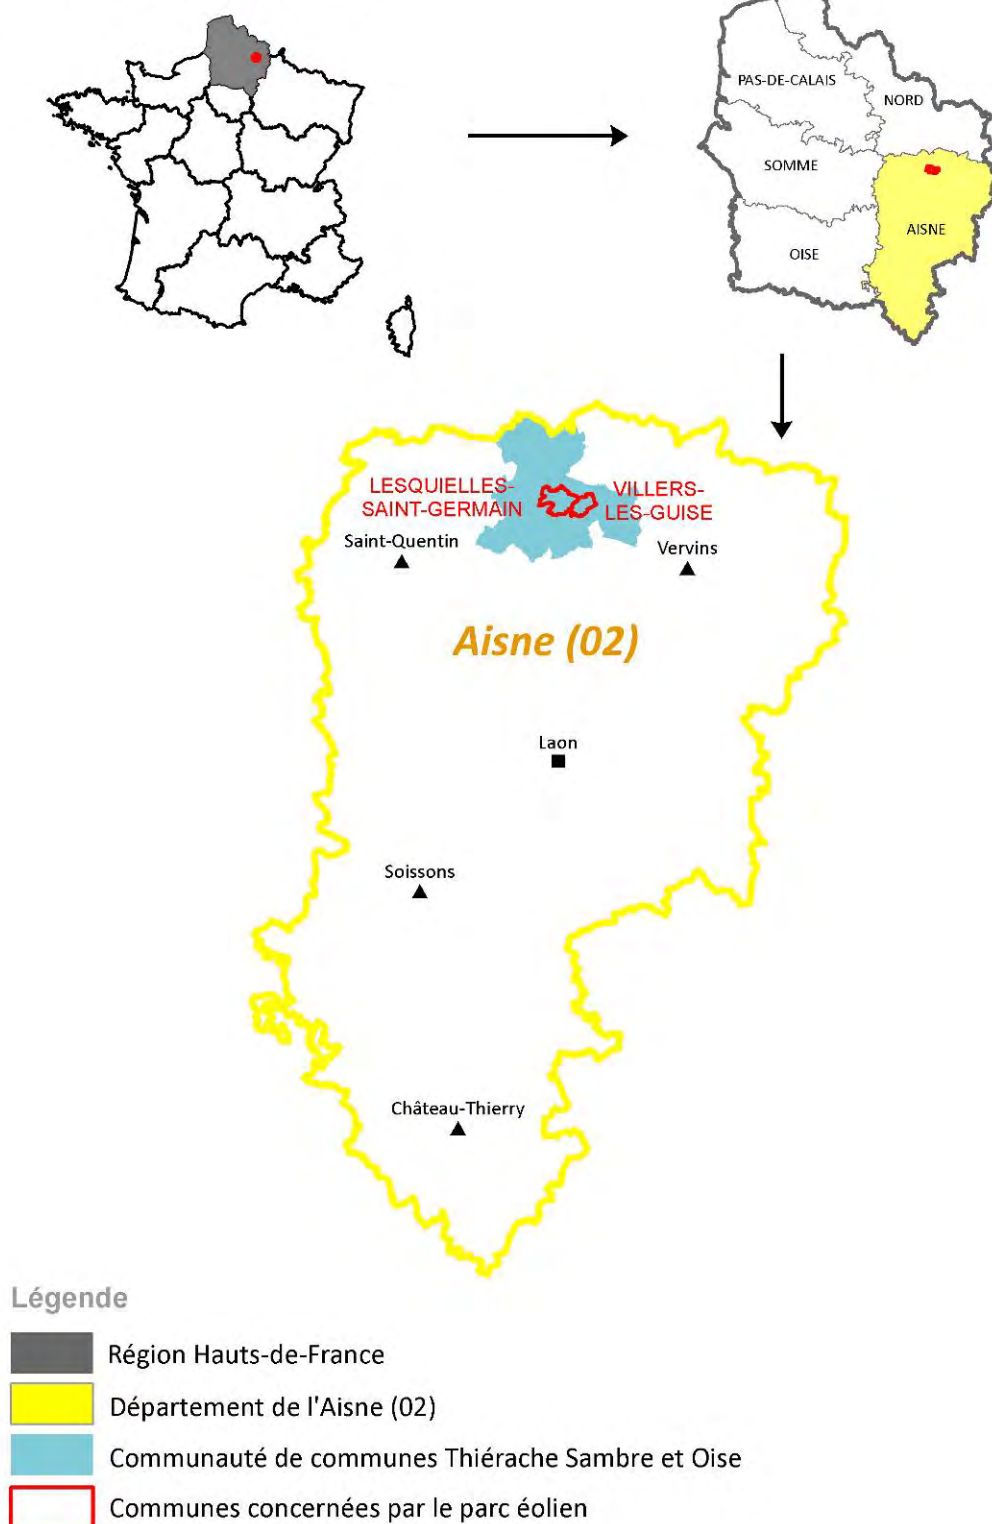 PAS-DE-CALAIS
NORD
SOMME
AISNE
OISE
LESQUIELLES-
SAINT-GERMAIN
VILLERS-
LES-GUISE
Saint-Quentin
Vervins
Aisne (02)
Laon
Soissons
Château-Thierry
Légende
Région Hauts-de-France
Département de l'Aisne (02)
Communauté de communes Thiérache Sambre et Oise
Communes concernées par le parc éolien